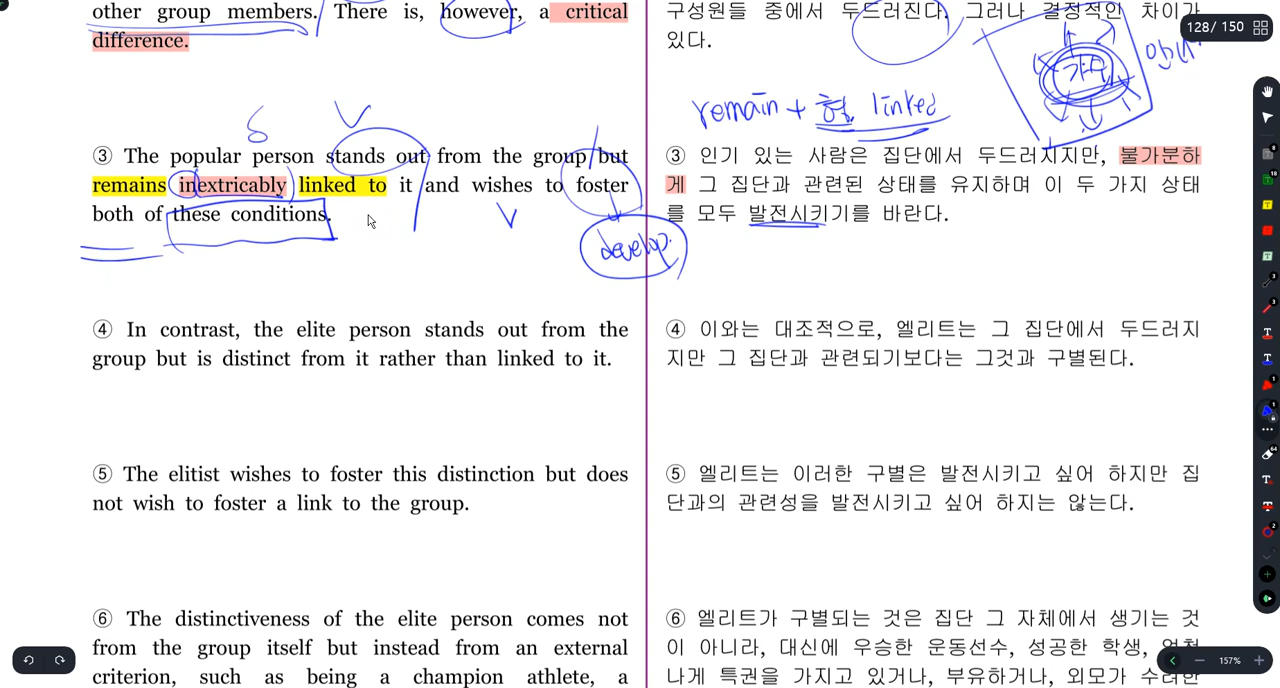 other group members. There is, however, a critical
difference.
구성원들 중에서 두드러진다. 그러나 결정적인 차이가
있다.
128/ 150
remain + 형. linked
S
V
③ The popular person stands out from the group but
remains inextricably linked to it and wishes to foster
both of these conditions.
V
develop.
③ 인기 있는 사람은 집단에서 두드러지지만, 불가분하
게 그 집단과 관련된 상태를 유지하며 이 두 가지 상태
를 모두 발전시키기를 바란다.
④ In contrast, the elite person stands out from the
group but is distinct from it rather than linked to it.
④ 이와는 대조적으로, 엘리트는 그 집단에서 두드러지
지만 그 집단과 관련되기보다는 그것과 구별된다.
⑤ The elitist wishes to foster this distinction but does
not wish to foster a link to the group.
⑤ 엘리트는 이러한 구별은 발전시키고 싶어 하지만 집
단과의 관련성을 발전시키고 싶어 하지는 않는다.
⑥ The distinctiveness of the elite person comes not
from the group itself but instead from an external
criterion, such as being a champion athlete, a
⑥ 엘리트가 구별되는 것은 집단 그 자체에서 생기는 것
이 아니라, 대신에 우승한 운동선수, 성공한 학생,
나게 특권을 가지고 있거나, 부유하거나, 외모가 수려한
157%